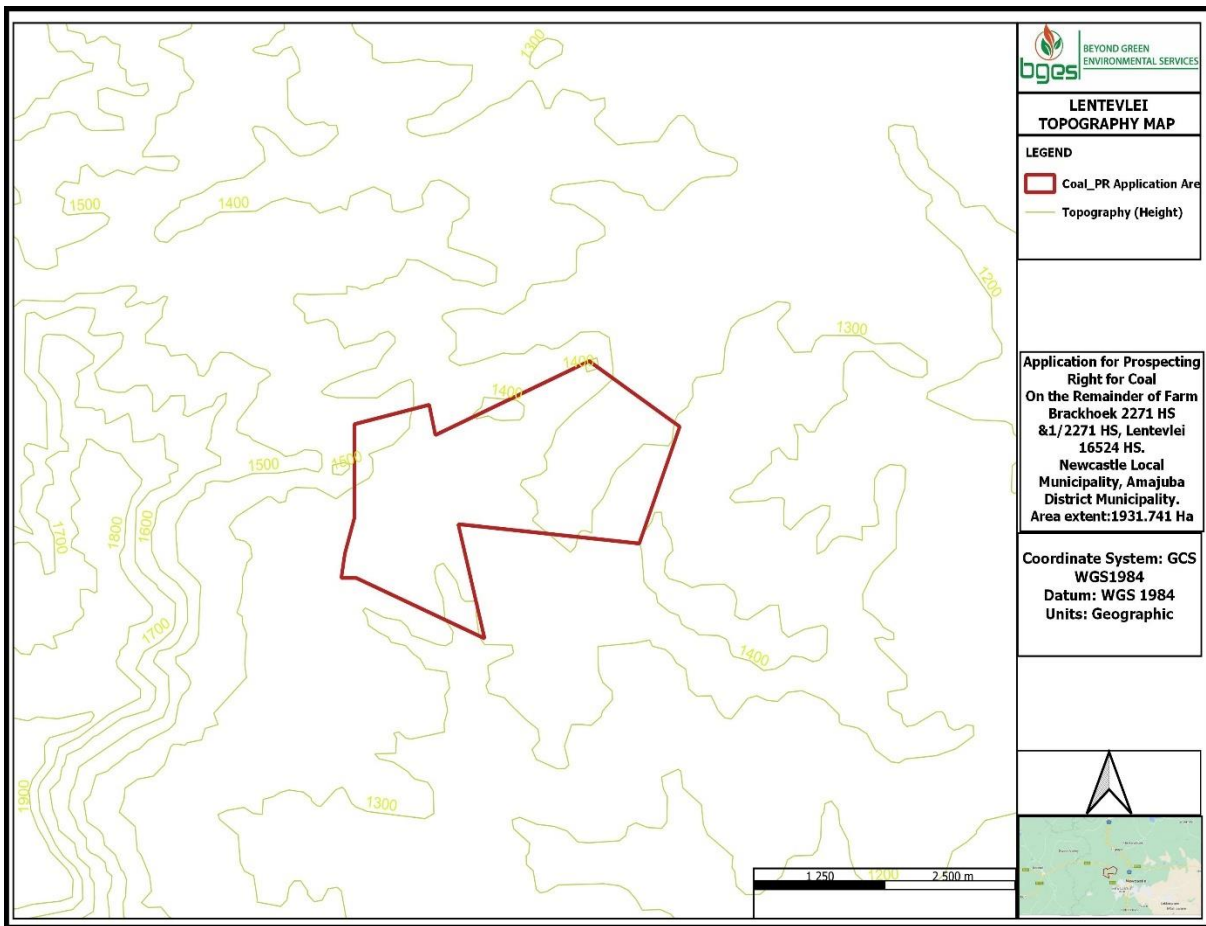 1300
1500
1400
1200
1300
1400
1400
1500
1500
1700
1800
1600
1700
1400
1900
1300
1200
1 250 2 500 m
bges
BEYOND GREEN
ENVIRONMENTAL SERVICES
LENTEVLEI
TOPOGRAPHY MAP
LEGEND
Coal_PR Application Are
Topography (Height)
Application for Prospecting
Right for Coal
On the Remainder of Farm
Brackhoek 2271 HS
&1/2271 HS, Lentevlei
16524 HS.
Newcastle Local
Municipality, Amajuba
District Municipality.
Area extent:1931.741 Ha
Coordinate System: GCS
WGS1984
Datum: WGS 1984
Units: Geographic
Newcastle